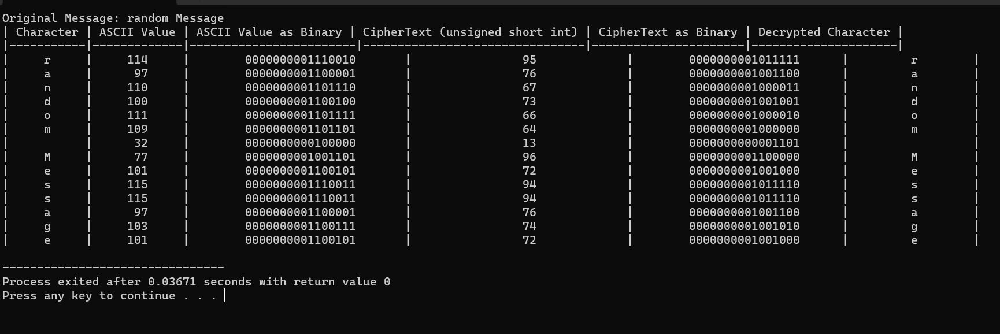 Original Message: random Message
| Character | ASCII Value | ASCII Value as Binary | CipherText (unsigned short int) | CipherText as Binary | Decrypted Character |
|-----------|-------------|------------------------|--------------------------------|----------------------|---------------------|
|     r     |     114     |        0000000001110010       |                95             |        0000000001011111      |         r        |
|     a     |      97     |        0000000001100001       |                76             |        0000000001001100      |         a        |
|     n     |     110     |        0000000001101110       |                67             |        0000000001000011      |         n        |
|     d     |     100     |        0000000001100100       |                73             |        0000000001001001      |         d        |
|     o     |     111     |        0000000001101111       |                66             |        0000000001000010      |         o        |
|     m     |     109     |        0000000001101101       |                64             |        0000000001000000      |         m        |
|           |      32     |        0000000000100000       |                13             |        0000000000001101      |                  |
|     M     |      77     |        0000000001001101       |                96             |        0000000001100000      |         M        |
|     e     |     101     |        0000000001100101       |                72             |        0000000001001000      |         e        |
|     s     |     115     |        0000000001110011       |                94             |        0000000001011110      |         s        |
|     s     |     115     |        0000000001110011       |                94             |        0000000001011110      |         s        |
|     a     |      97     |        0000000001100001       |                76             |        0000000001001100      |         a        |
|     g     |     103     |        0000000001100111       |                74             |        0000000001001010      |         g        |
|     e     |     101     |        0000000001100101       |                72             |        0000000001001000      |         e        |
--------------------------------
Process exited after 0.03671 seconds with return value 0
Press any key to continue . . .